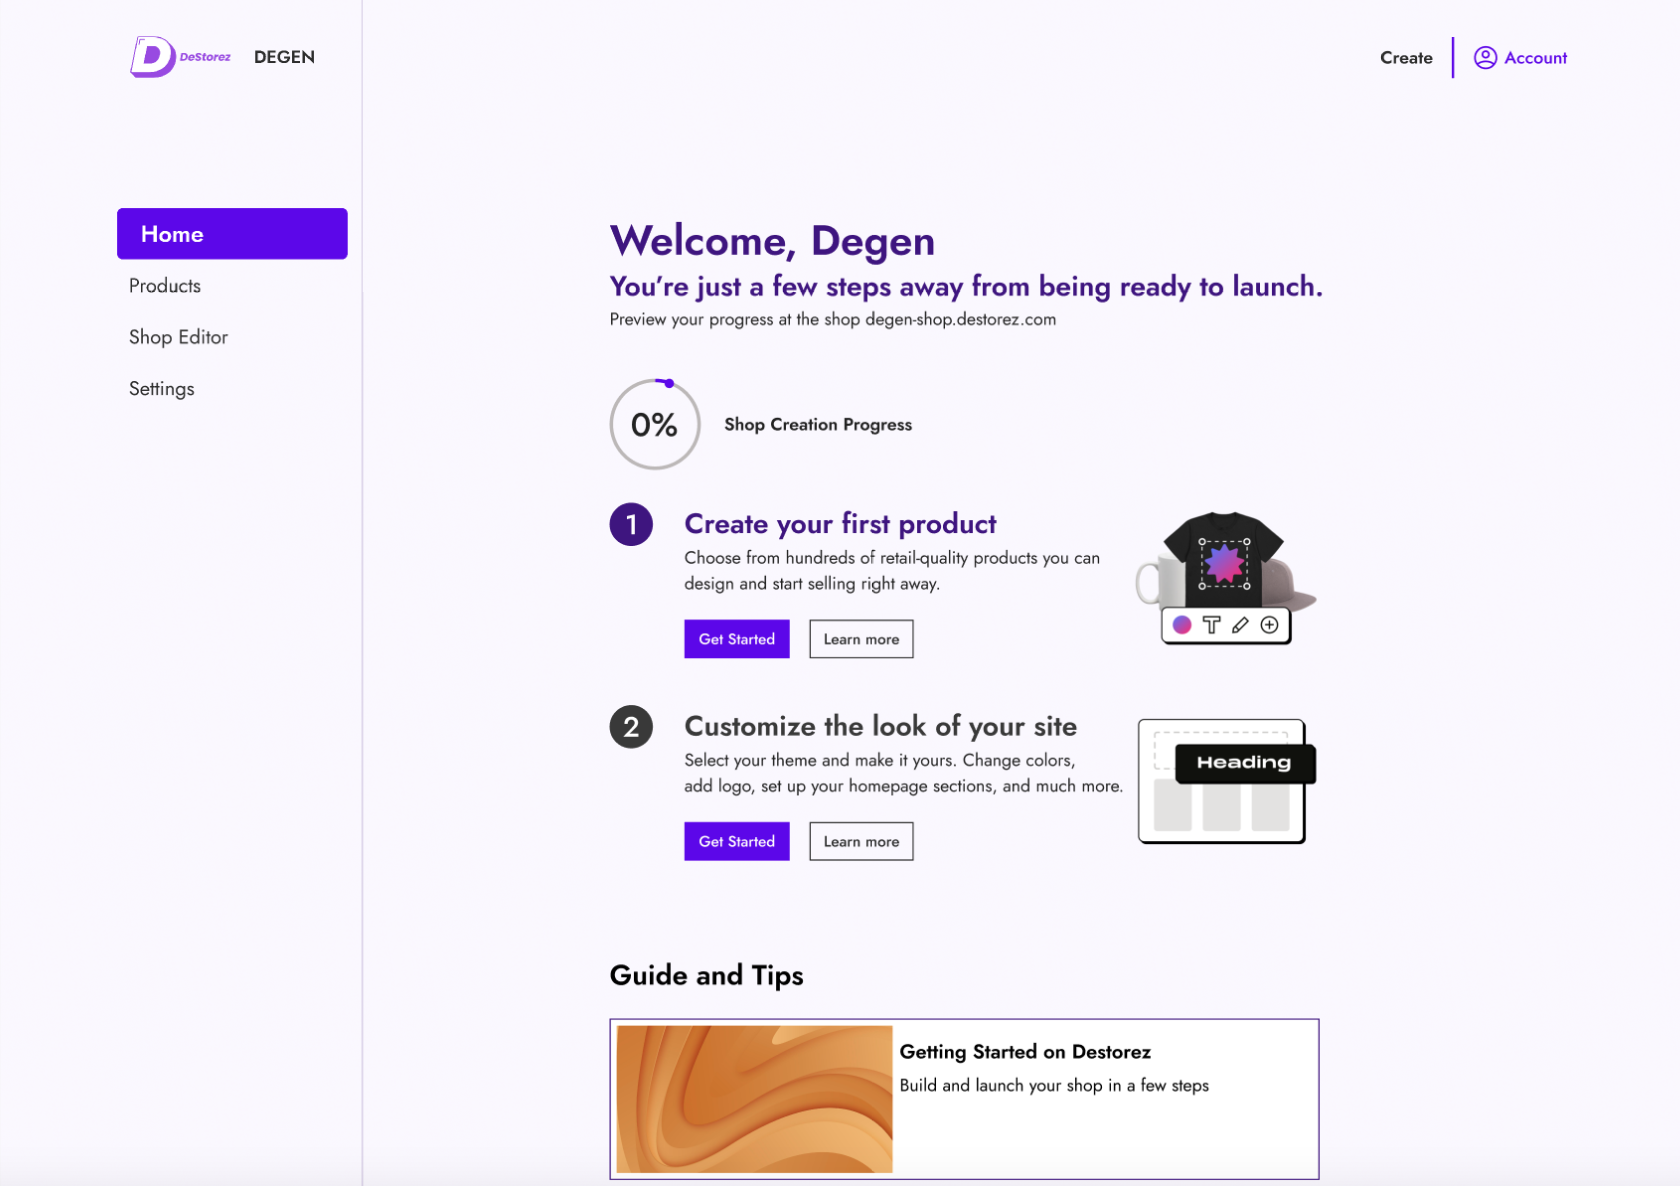 DeStorez
DEGEN
Create
Account
Home
Products
Shop Editor
Settings
Welcome, Degen
You're just a few steps away from being ready to launch.
Preview your progress at the shop degen-shop.destorez.com
0%
Shop Creation Progress
1
Create your first product
Choose from hundreds of retail-quality products you can
design and start selling right away.
Get Started
Learn more
2
Customize the look of your site
Select your theme and make it yours. Change colors,
add logo, set up your homepage sections, and much more.
Heading
Get Started
Learn more
Guide and Tips
Getting Started on Destorez
Build and launch your shop in a few steps